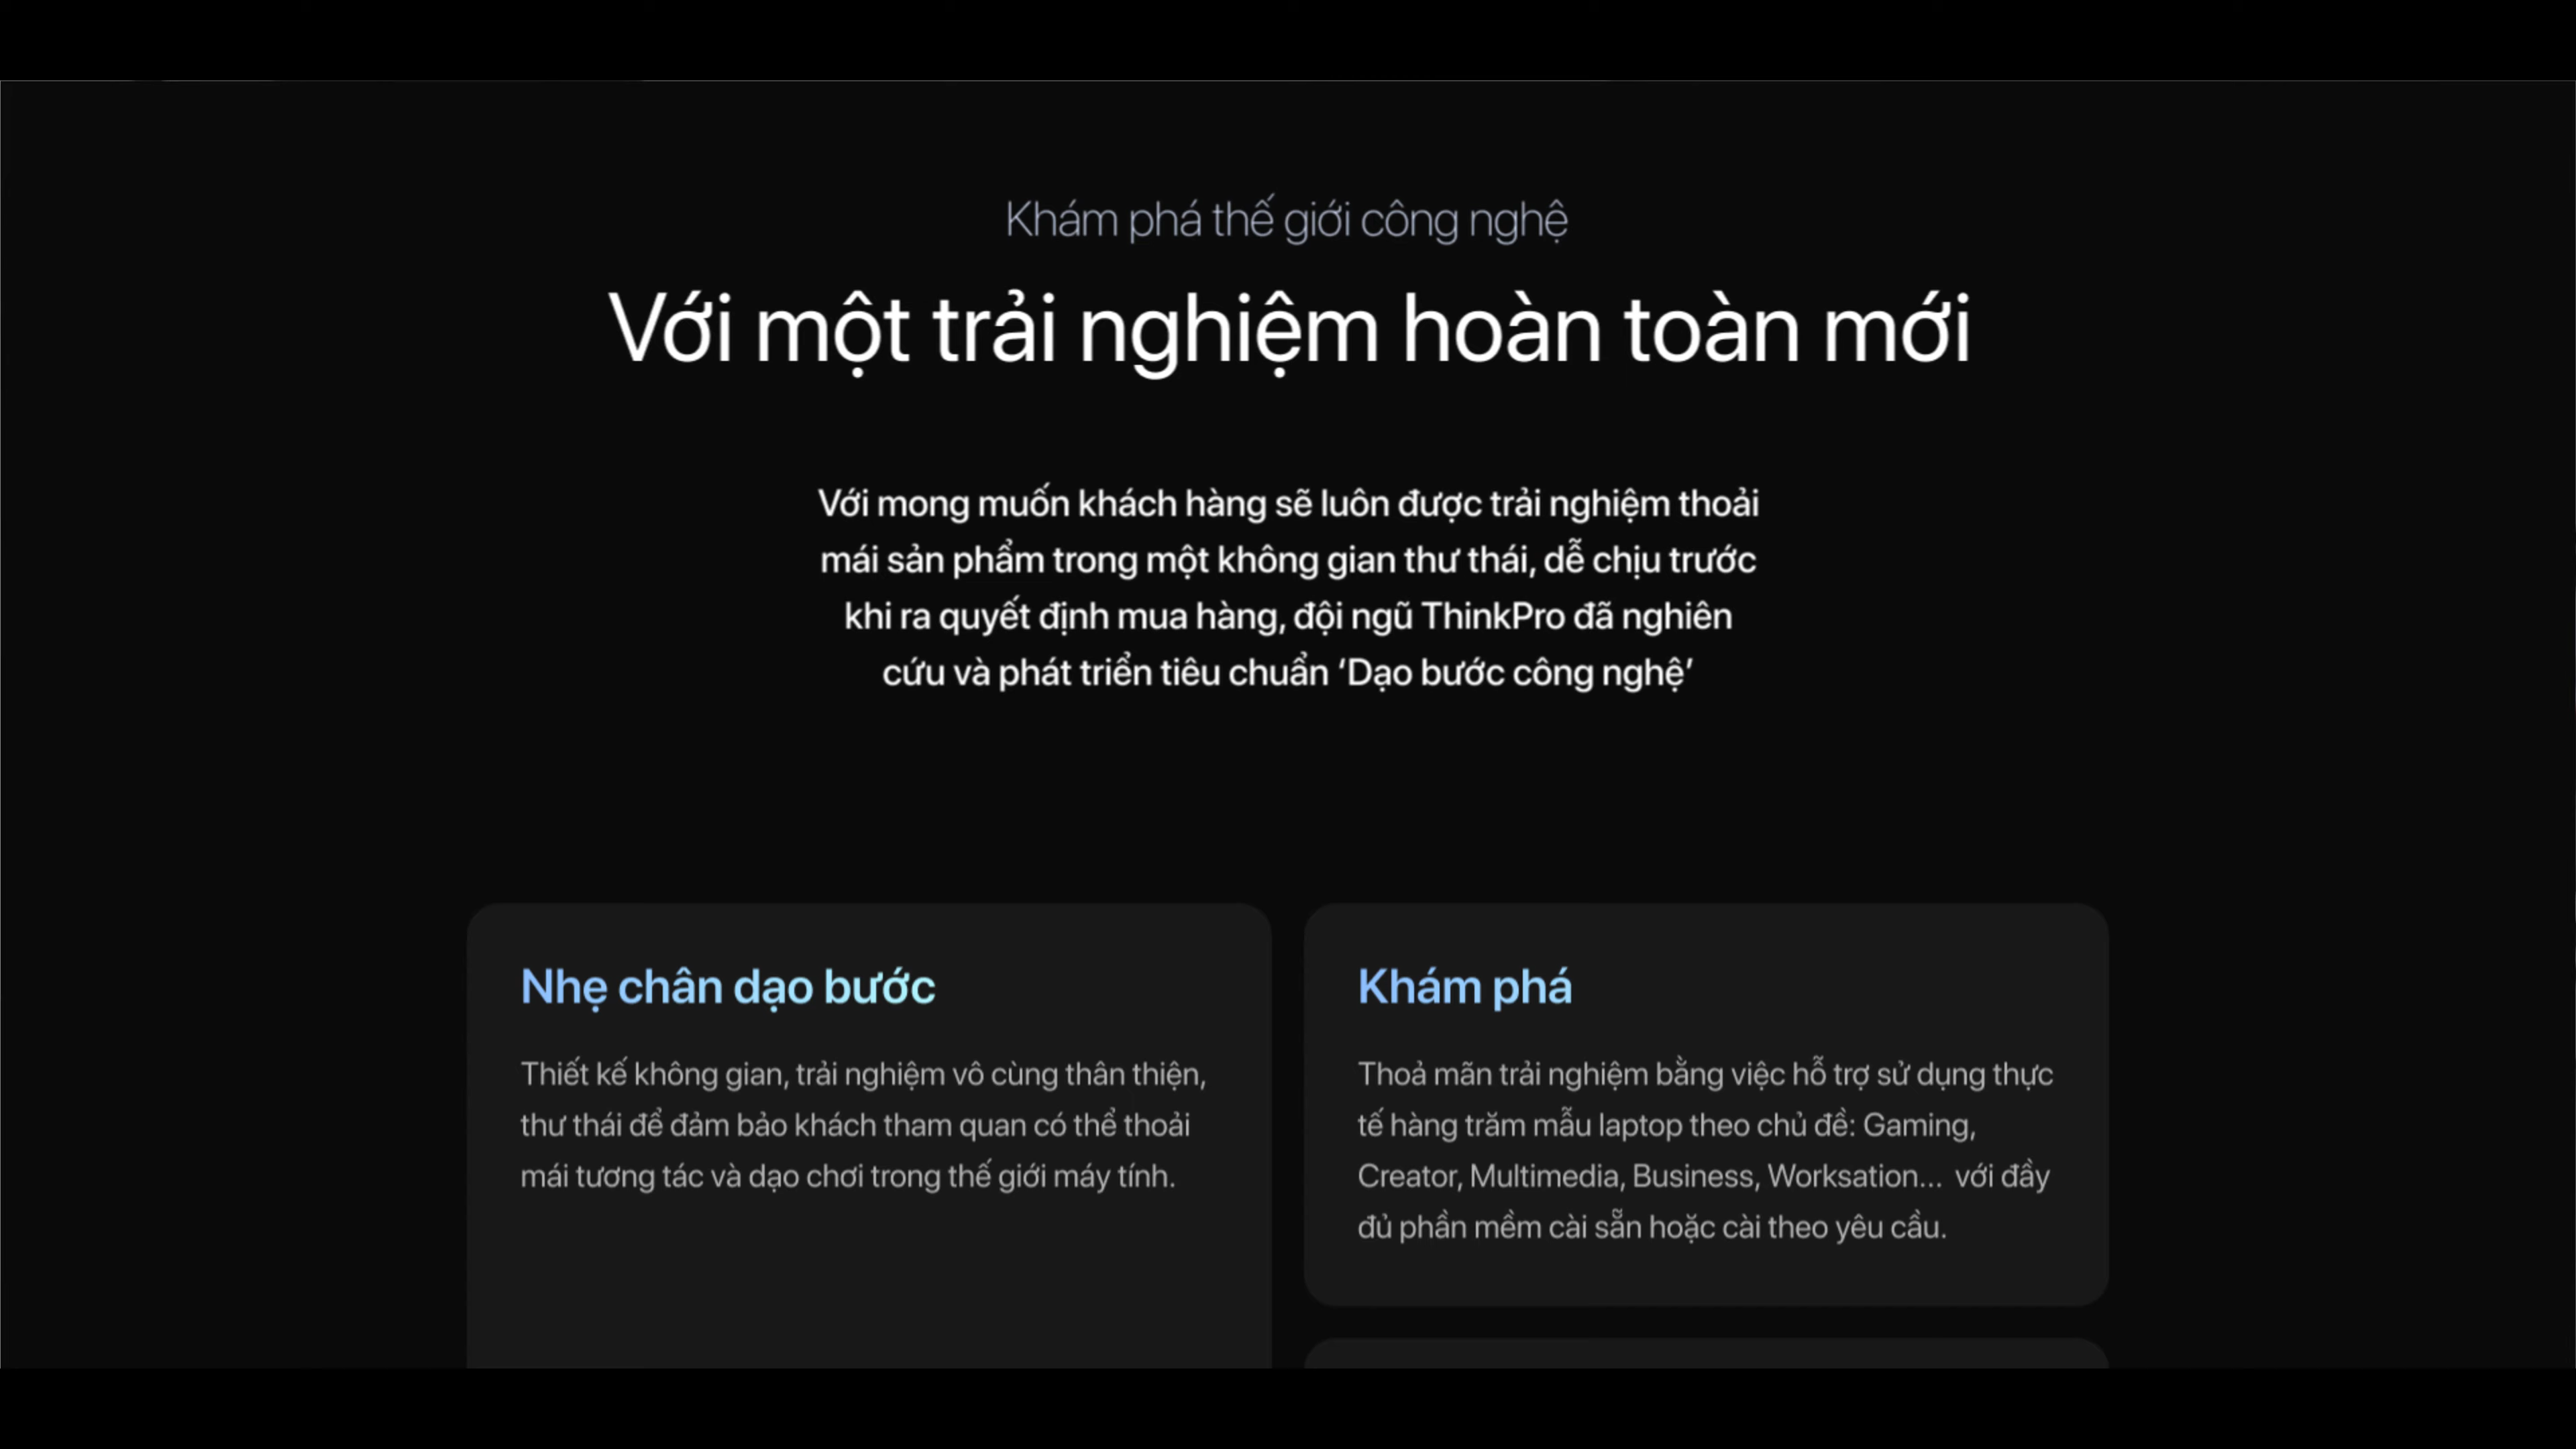 Khám phá thế giới công nghệ
Với một trải nghiệm hoàn toàn mới
Với mong muốn khách hàng sẽ luôn được trải nghiệm thoải
mái sản phẩm trong một không gian thư thái, dễ chịu trước
khi ra quyết định mua hàng, đội ngũ ThinkPro đã nghiên
cứu và phát triển tiêu chuẩn ‘Dạo bước công nghệ’
Nhẹ chân dạo bước
Thiết kế không gian, trải nghiệm vô cùng thân thiện,
thư thái để đảm bảo khách tham quan có thể thoải
mái tương tác và dạo chơi trong thế giới máy tính.
Khám phá
Thoả mãn trải nghiệm bằng việc hỗ trợ sử dụng thực
tế hàng trăm mẫu laptop theo chủ đề: Gaming,
Creator, Multimedia, Business, Worksation... với đầy
đủ phần mềm cài sẵn hoặc cài theo yêu cầu.